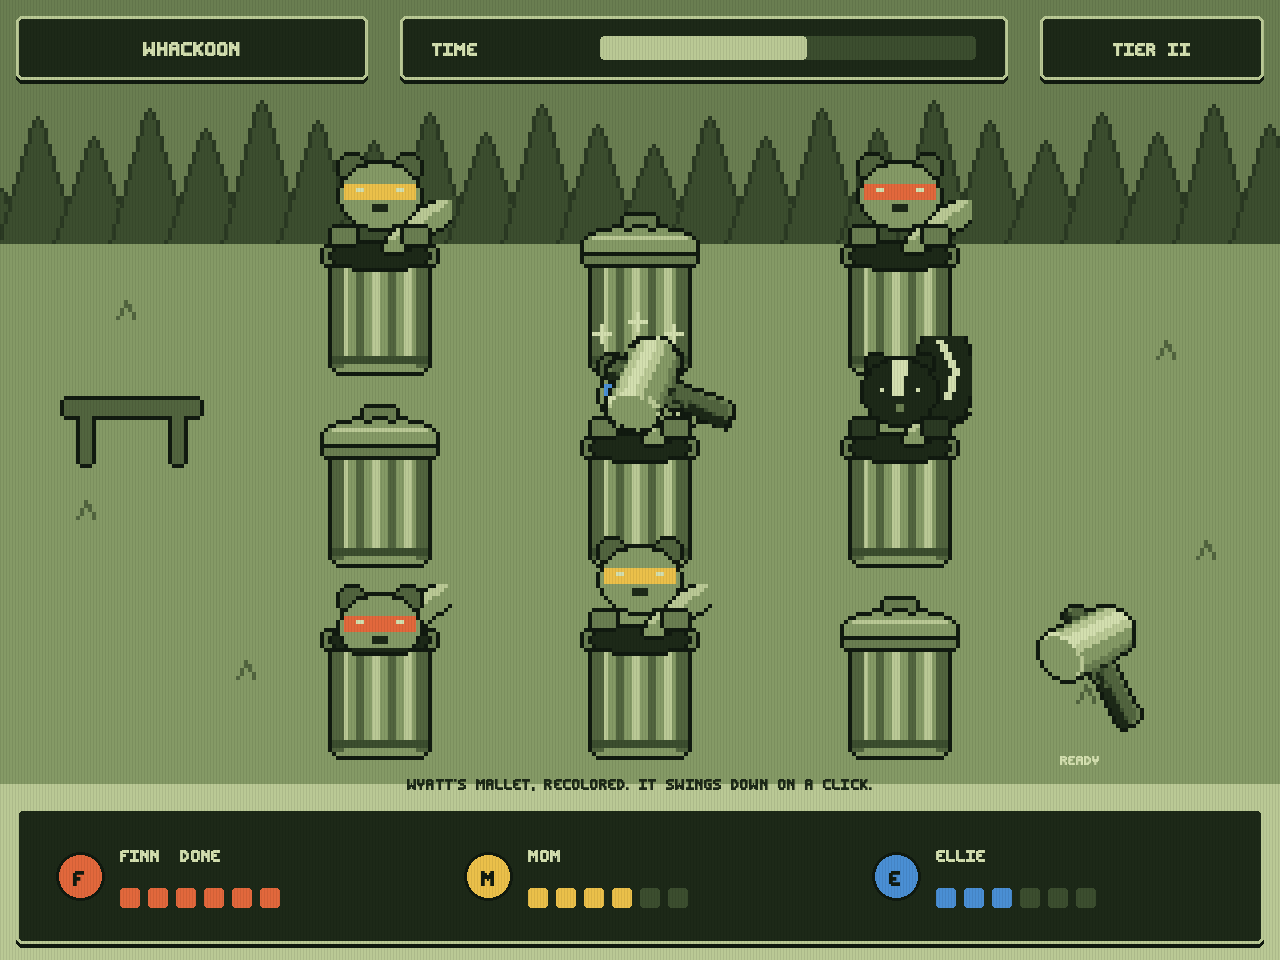 WHACKOON
TIME
TIER II
READY
WYATT'S MALLET, RECOLORED. IT SWINGS DOWN ON A CLICK.
FINN DONE
MOM
ELLIE
F
M
E